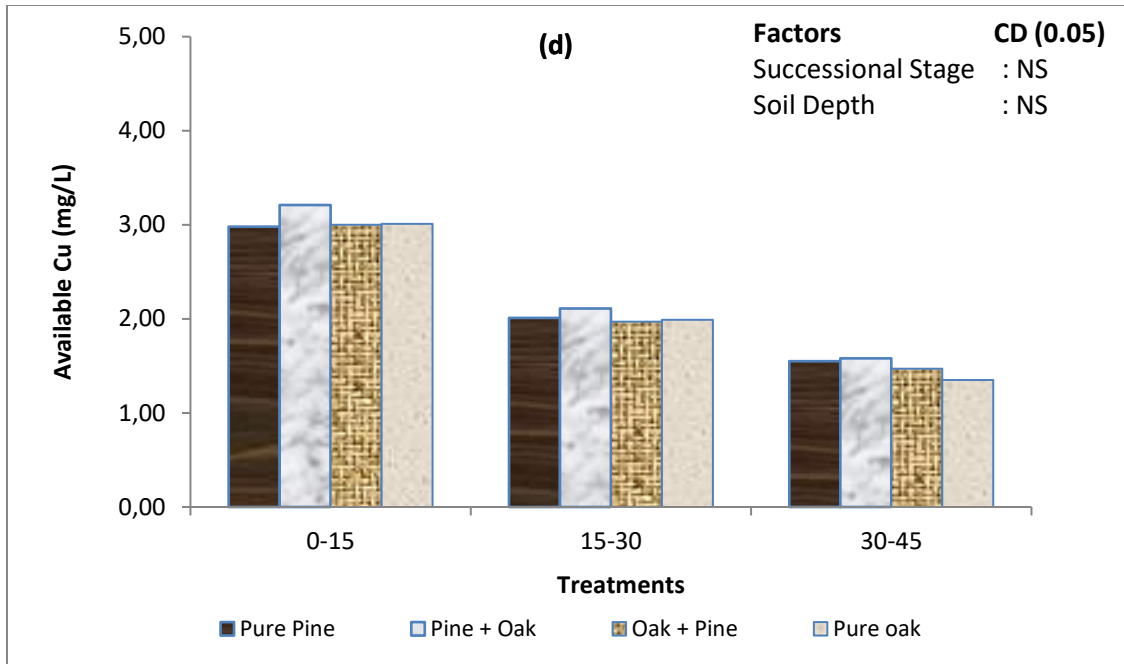 (d)
Factors CD (0.05)
Successional Stage : NS
Soil Depth : NS
5,00
4,00
3,00
2,00
1,00
0,00
Available Cu (mg/L)
0-15 15-30 30-45
Treatments
Pure Pine Pine + Oak Oak + Pine Pure oak